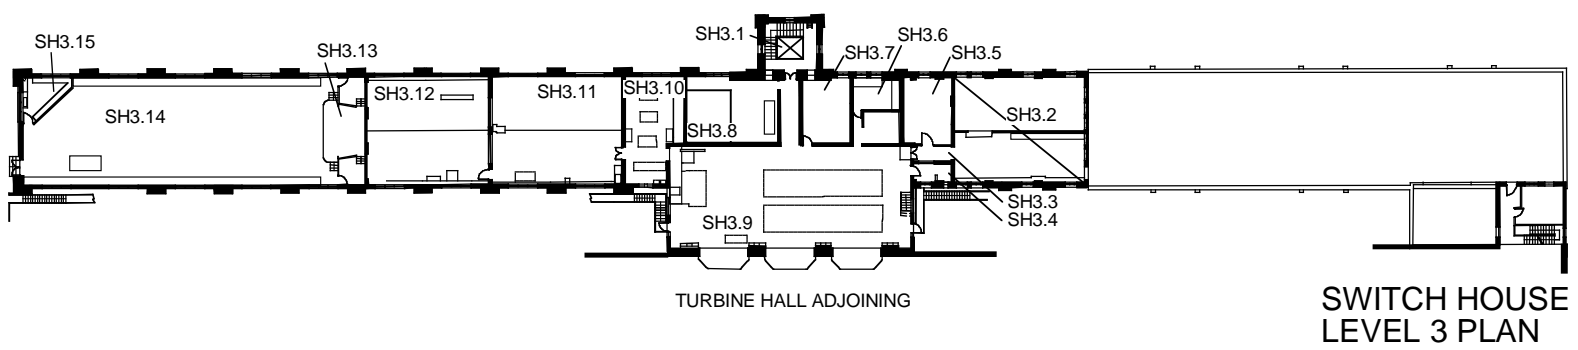 SH3.1
SH3.6
SH3.15
SH3.13
SH3.7
SH3.5
SH3.12
SH3.11
SH3.10
SH3.14
SH3.2
SH3.8
SH3.3
SH3.4
SH3.9
TURBINE HALL ADJOINING
SWITCH HOUSE
LEVEL 3 PLAN